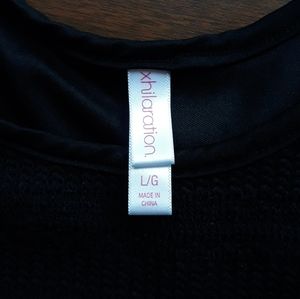 xhilaration.
L/G
MADE IN
CHINA